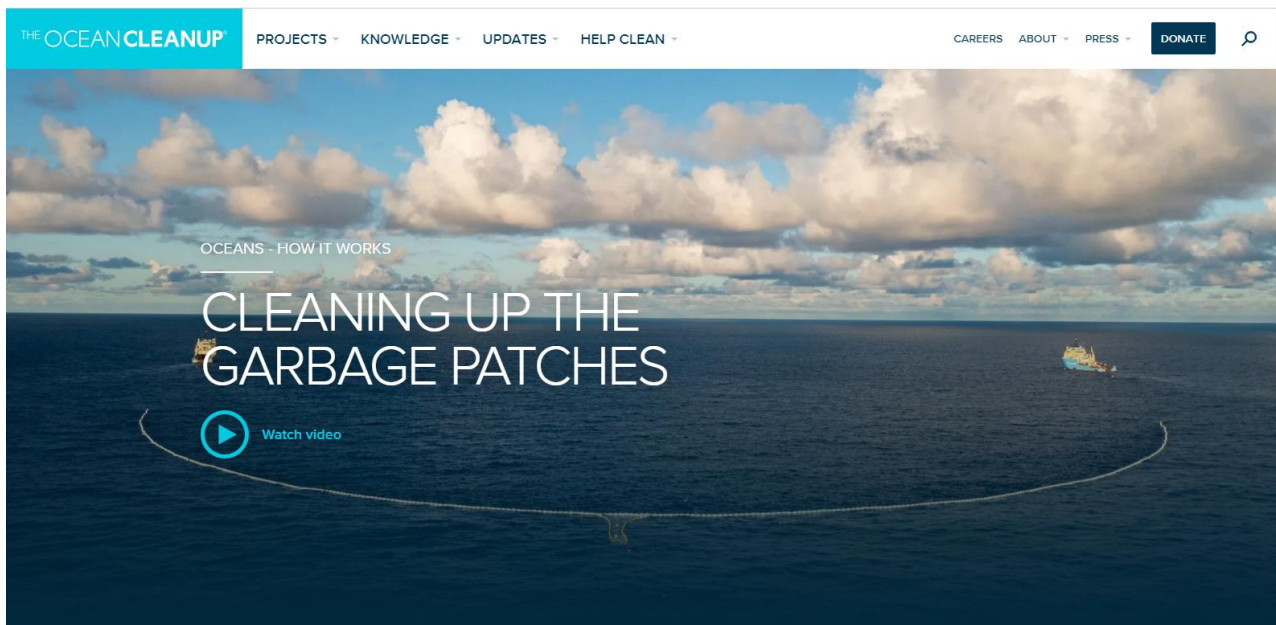 THE OCEAN CLEANUP®
PROJECTS
KNOWLEDGE
UPDATES
HELP CLEAN
CAREERS
ABOUT
PRESS
DONATE
OCEANS - HOW IT WORKS
CLEANING UP THE
GARBAGE PATCHES
Watch video